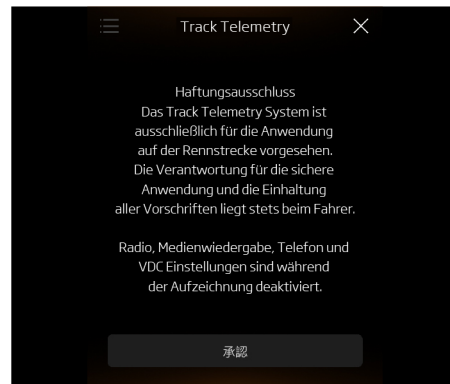 Track Telemetry
Haftungsausschluss
Das Track Telemetry System ist
ausschließlich für die Anwendung
auf der Rennstrecke vorgesehen.
Die Verantwortung für die sichere
Anwendung und die Einhaltung
aller Vorschriften liegt stets beim Fahrer.
Radio, Medienwiedergabe, Telefon und
VDC Einstellungen sind während
der Aufzeichnung deaktiviert.
承認